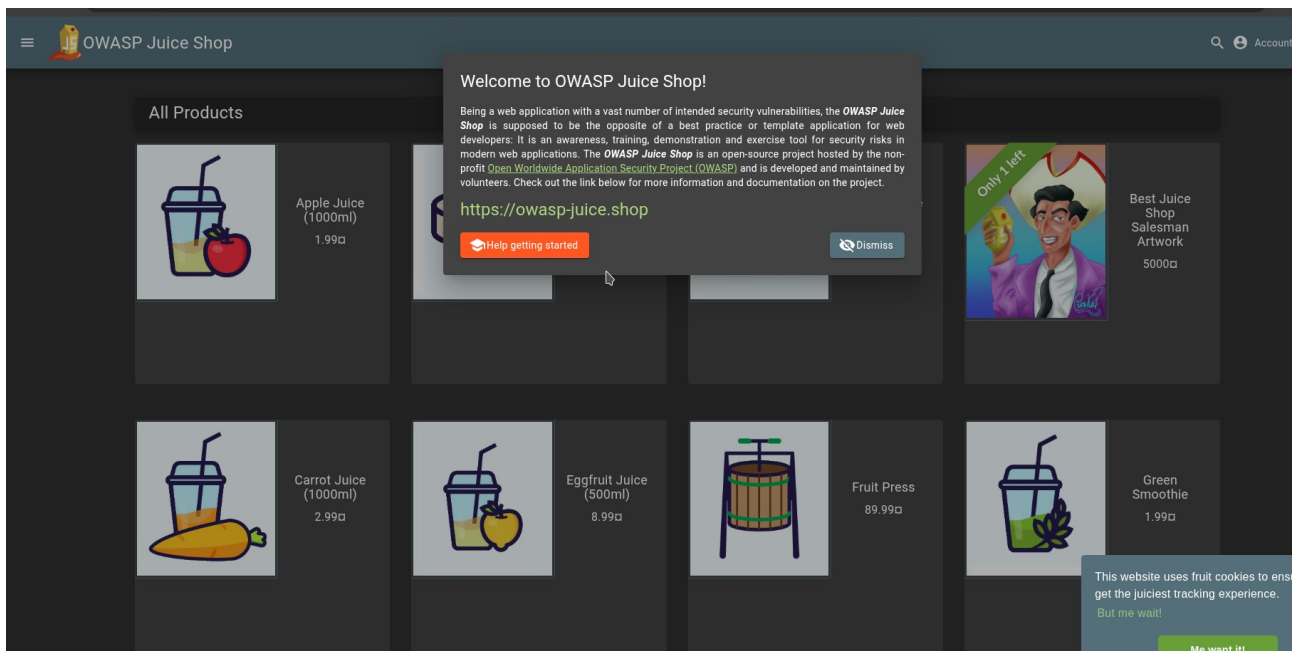 OWASP Juice Shop
Account
Welcome to OWASP Juice Shop!
Being a web application with a vast number of intended security vulnerabilities, the OWASP Juice
Shop is supposed to be the opposite of a best practice or template application for web
developers: It is an awareness, training, demonstration and exercise tool for security risks in
modern web applications. The OWASP Juice Shop is an open-source project hosted by the non-
profit Open Worldwide Application Security Project (OWASP) and is developed and maintained by
volunteers. Check out the link below for more information and documentation on the project.
https://owasp-juice.shop
Help getting started
Dismiss
All Products
Apple Juice
(1000ml)
1.99¤
Only 1 left
Best Juice
Shop
Salesman
Artwork
5000¤
Carrot Juice
(1000ml)
2.99¤
Eggfruit Juice
(500ml)
8.99¤
Fruit Press
89.99¤
Green
Smoothie
1.99¤
This website uses fruit cookies to ens
get the juiciest tracking experience.
But me wait!
Me want it!